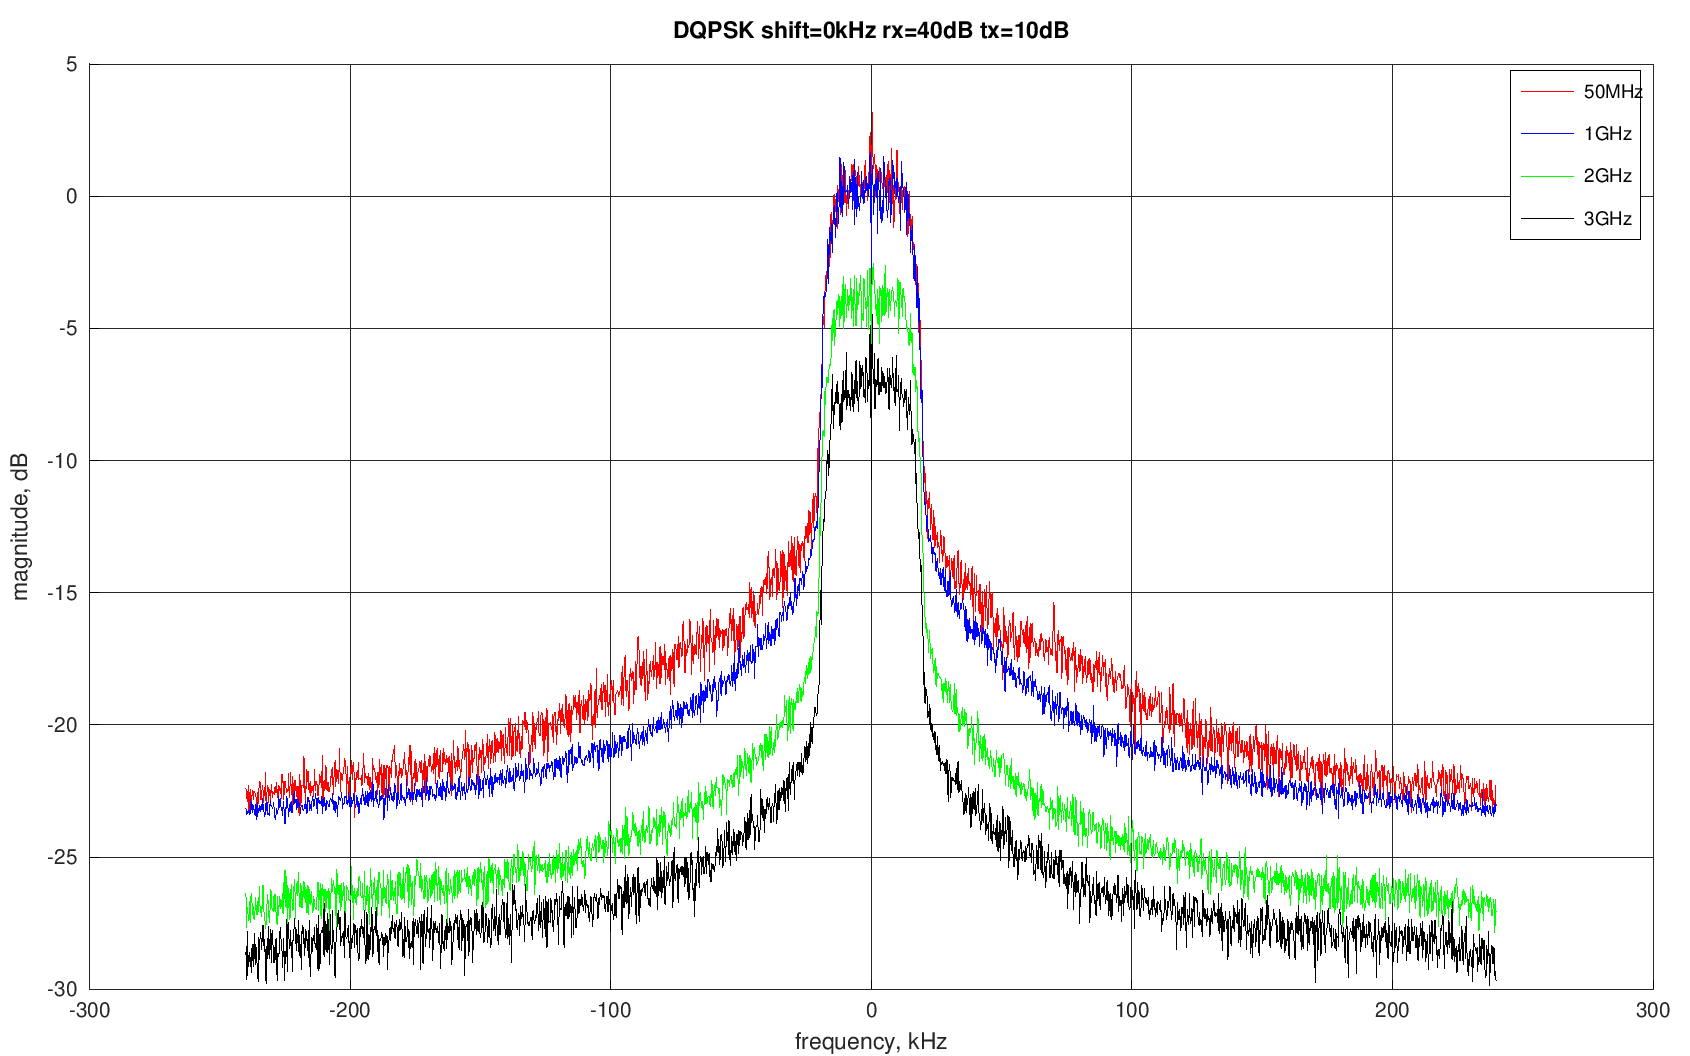 DQPSK shift=0kHz rx=40dB tx=10dB
5
0
-5
-10
-15
-20
-25
-30
magnitude, dB
50MHz
1GHz
2GHz
3GHz
-300 -200 -100 0 100 200 300
frequency, kHz